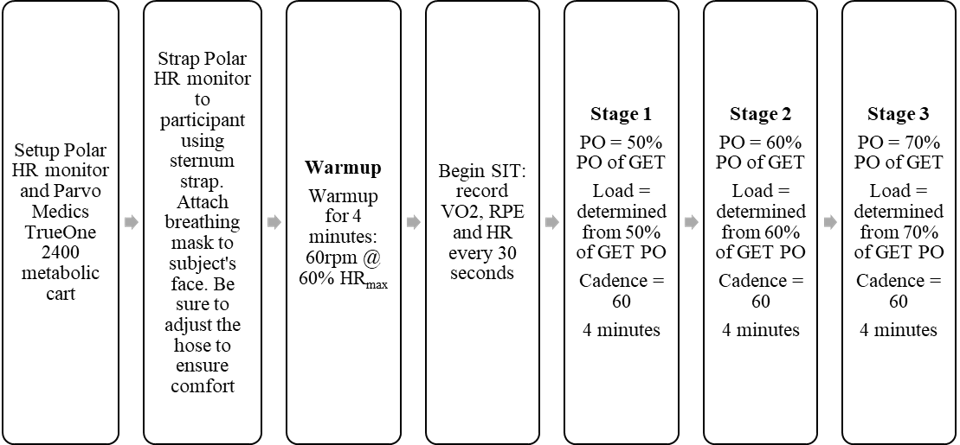 Setup Polar
HR monitor
and Parvo
Medics
TrueOne
2400
metabolic
cart
Strap Polar
HR monitor
to
participant
using
sternum
strap.
Attach
breathing
mask to
subject's
face. Be
sure to
adjust the
hose to
ensure
comfort
Warmup
Warmup
for 4
minutes:
60rpm @
60% HRmax
Begin SIT:
record
VO2, RPE
and HR
every 30
seconds
Stage 1
PO = 50%
PO of GET
Load =
determined
from 50%
of GET PO
Cadence =
60
4 minutes
Stage 2
PO = 60%
PO of GET
Load =
determined
from 60%
of GET PO
Cadence =
60
4 minutes
Stage 3
PO = 70%
PO of GET
Load =
determined
from 70%
of GET PO
Cadence =
60
4 minutes